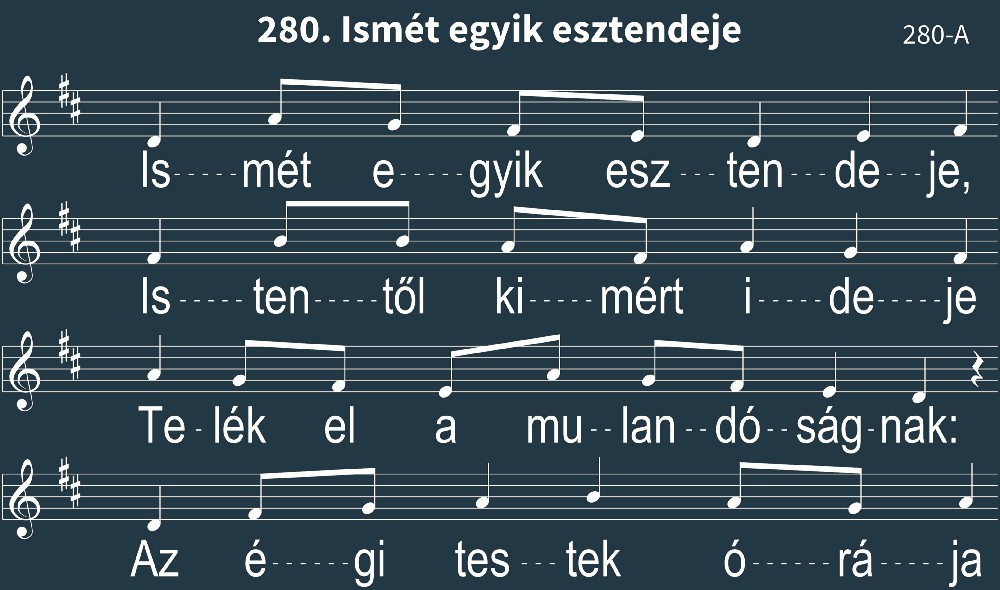 280. Ismét egyik esztendeje
280-A
Is-----mét e-----gyik esz---ten---de---je,
Is-----ten-----től ki-----mért i-----de-----je
Te-lék el a mu--lan--dó--ság-nak:
Az é------gi tes---tek ó------rá-----ja